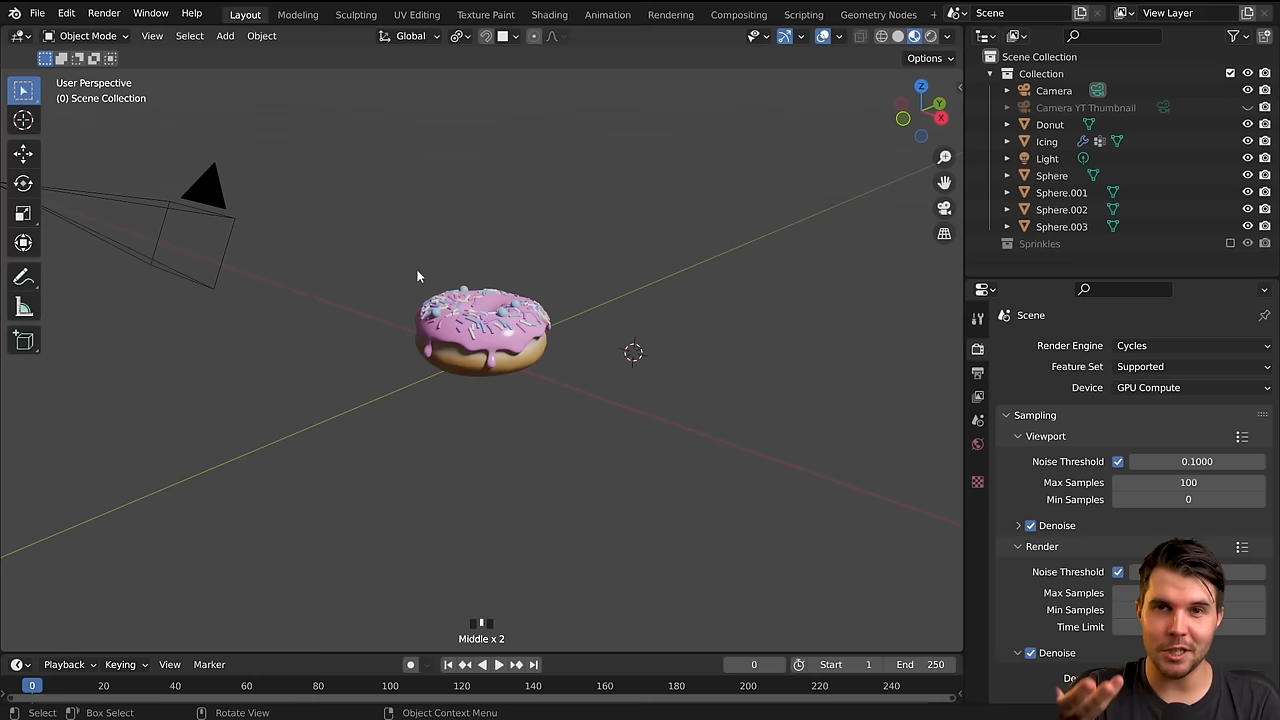 File Edit Render Window Help Layout Modeling Sculpting UV Editing Texture Paint Shading Animation Rendering Compositing Scripting Geometry Nodes + Scene View Layer
Object Mode View Select Add Object Global
Options
User Perspective
(0) Scene Collection
Z
Y
X
Middle x 2
Scene Collection
Collection
Camera
Camera YT Thumbnail
Donut
Icing
Light
Sphere
Sphere.001
Sphere.002
Sphere.003
Sprinkles
Scene
Render Engine Cycles
Feature Set Supported
Device GPU Compute
Sampling
Viewport
Noise Threshold 0.1000
Max Samples 100
Min Samples 0
Denoise
Render
Noise Threshold
Max Samples
Min Samples
Time Limit
Denoise
Playback Keying View Marker 0 Start 1 End 250
0 20 40 60 80 100 120 140 160 180 200 220 240
Select Box Select Rotate View Object Context Menu